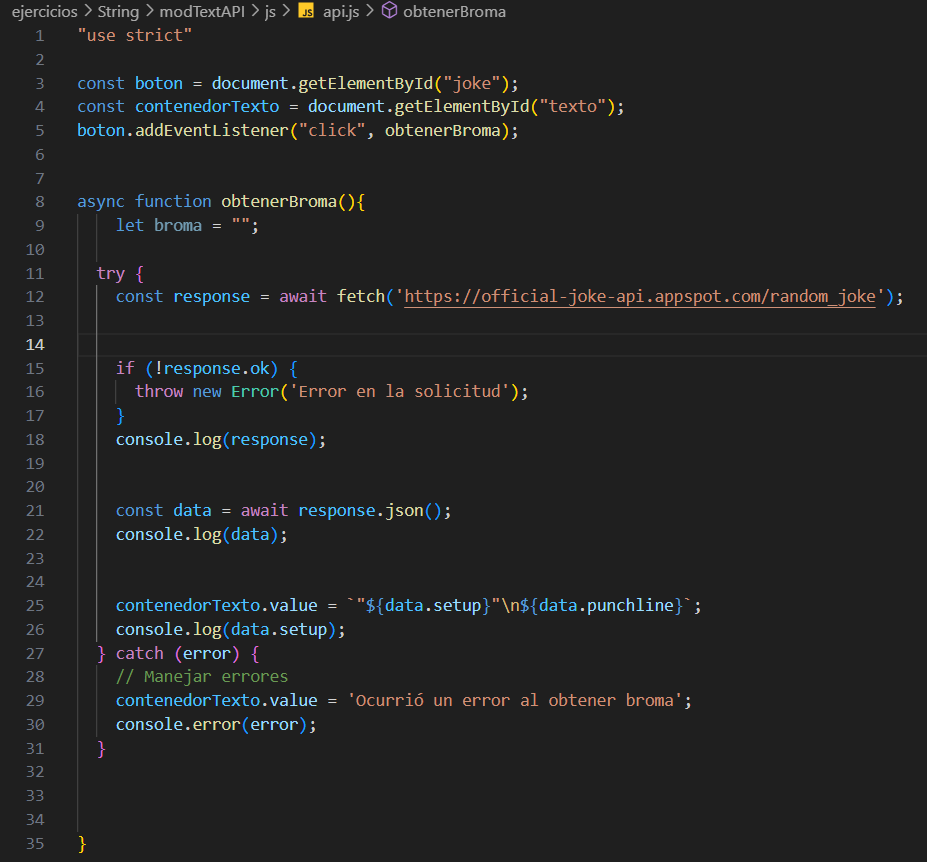 ejercicios > String > modTextAPI > js > JS api.js > obtenerBroma
1 "use strict"
2
3 const boton = document.getElementById("joke");
4 const contenedorTexto = document.getElementById("texto");
5 boton.addEventListener("click", obtenerBroma);
6
7
8 async function obtenerBroma(){
9 let broma = "";
10
11 try {
12 const response = await fetch('https://official-joke-api.appspot.com/random_joke');
13
14
15 if (!response.ok) {
16 throw new Error('Error en la solicitud');
17 }
18 console.log(response);
19
20
21 const data = await response.json();
22 console.log(data);
23
24
25 contenedorTexto.value = `"${data.setup}"\n${data.punchline}`;
26 console.log(data.setup);
27 } catch (error) {
28 // Manejar errores
29 contenedorTexto.value = 'Ocurrió un error al obtener broma';
30 console.error(error);
31 }
32
33
34
35 }